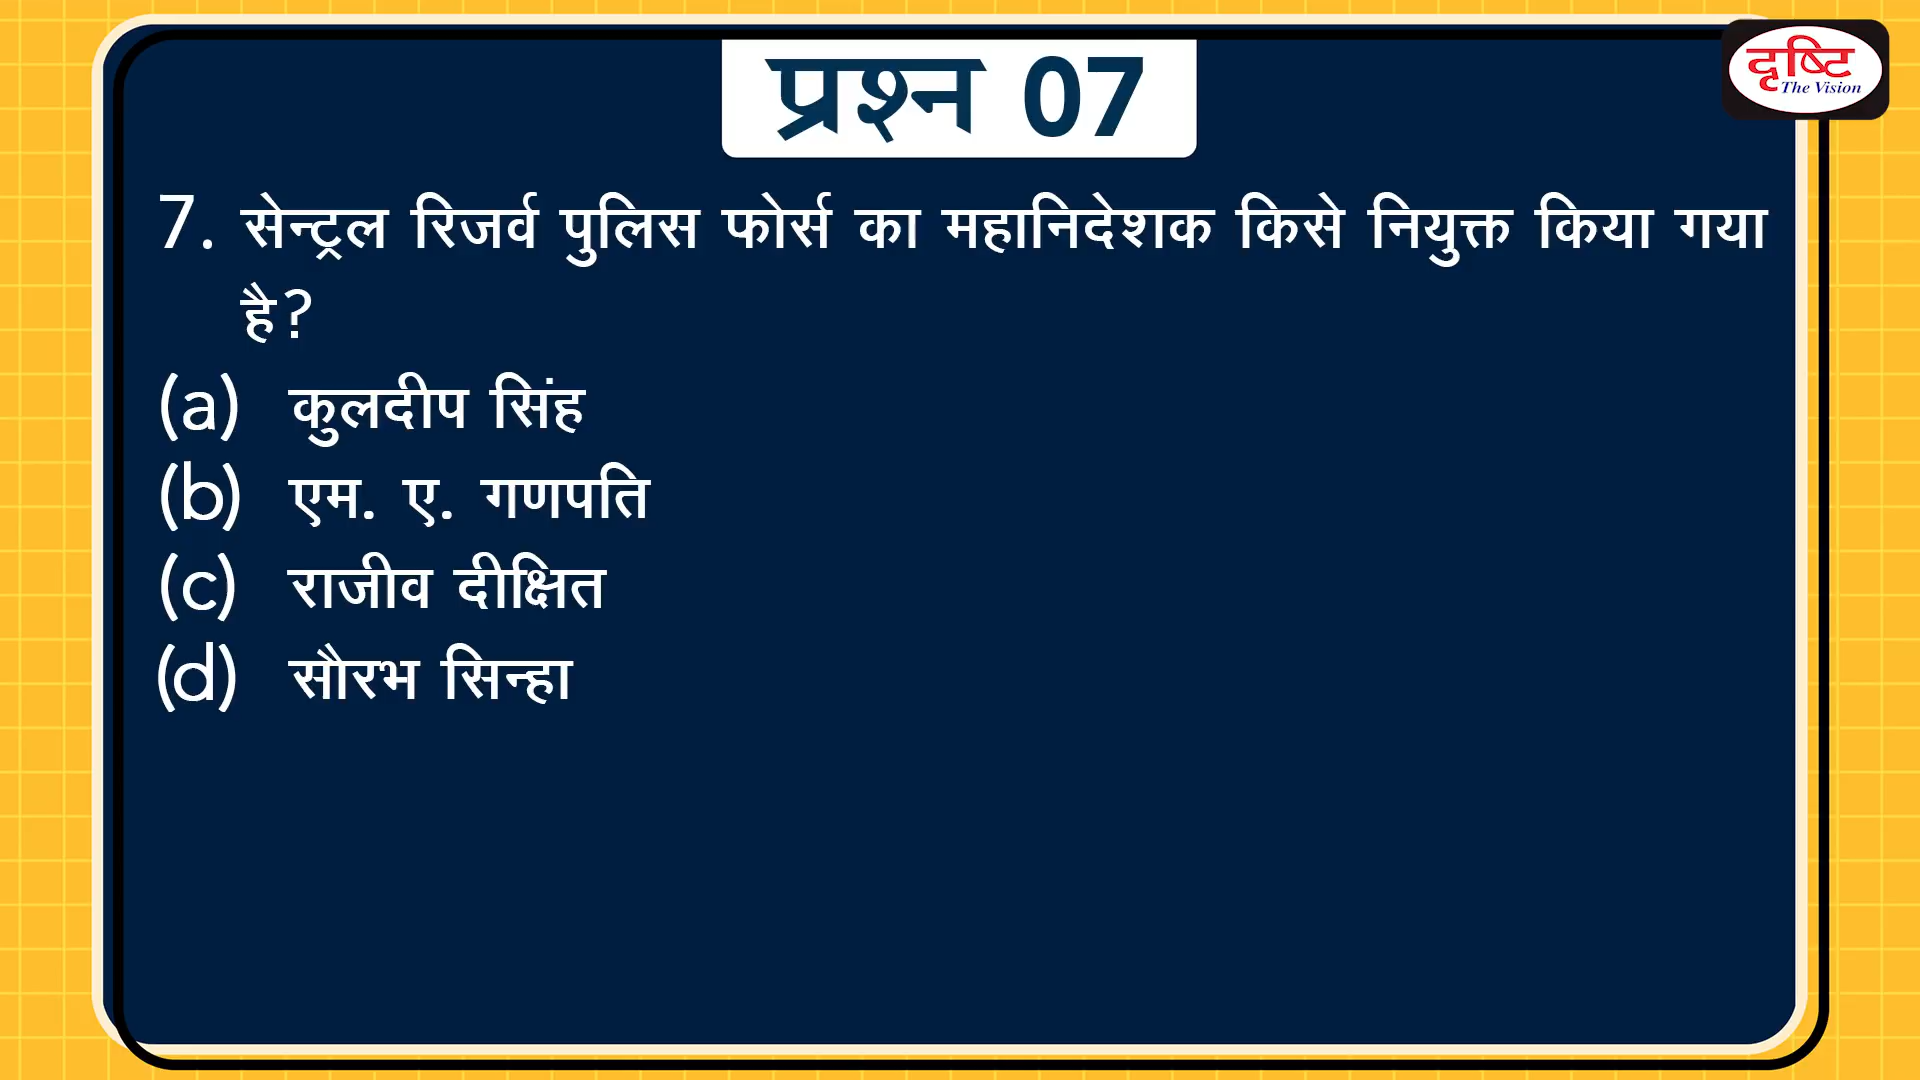 प्रश्न 07
दृष्टि
The Vision
7. सेन्ट्रल रिजर्व पुलिस फोर्स का महानिदेशक किसे नियुक्त किया गया
है?
(a) कुलदीप सिंह
(b) एम. ए. गणपति
(c) राजीव दीक्षित
(d) सौरभ सिन्हा